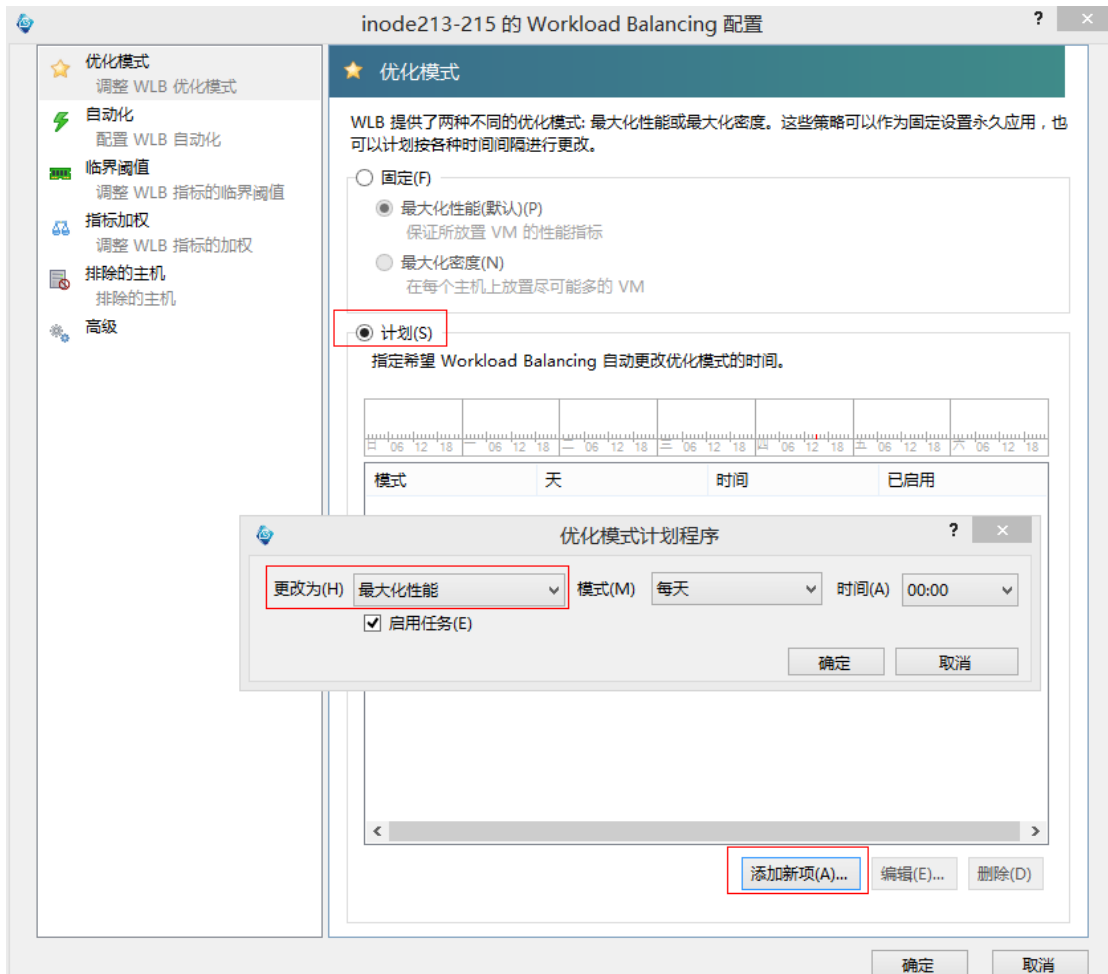 inode213-215 的 Workload Balancing 配置
?
优化模式
调整 WLB 优化模式
自动化
配置 WLB 自动化
临界阈值
调整 WLB 指标的临界阈值
指标加权
调整 WLB 指标的加权
排除的主机
排除的主机
高级
优化模式
WLB 提供了两种不同的优化模式: 最大化性能或最大化密度。这些策略可以作为固定设置永久应用，也
可以计划按各种时间间隔进行更改。
固定(F)
最大化性能(默认)(P)
保证所放置 VM 的性能指标
最大化密度(N)
在每个主机上放置尽可能多的 VM
计划(S)
指定希望 Workload Balancing 自动更改优化模式的时间。
日 06 12 18 一 06 12 18 二 06 12 18 三 06 12 18 四 06 12 18 五 06 12 18 六 06 12 18
模式 天 时间 已启用
优化模式计划程序 ?
更改为(H) 最大化性能 模式(M) 每天 时间(A) 00:00
启用任务(E)
确定 取消
添加新项(A)... 编辑(E)... 删除(D)
确定 取消